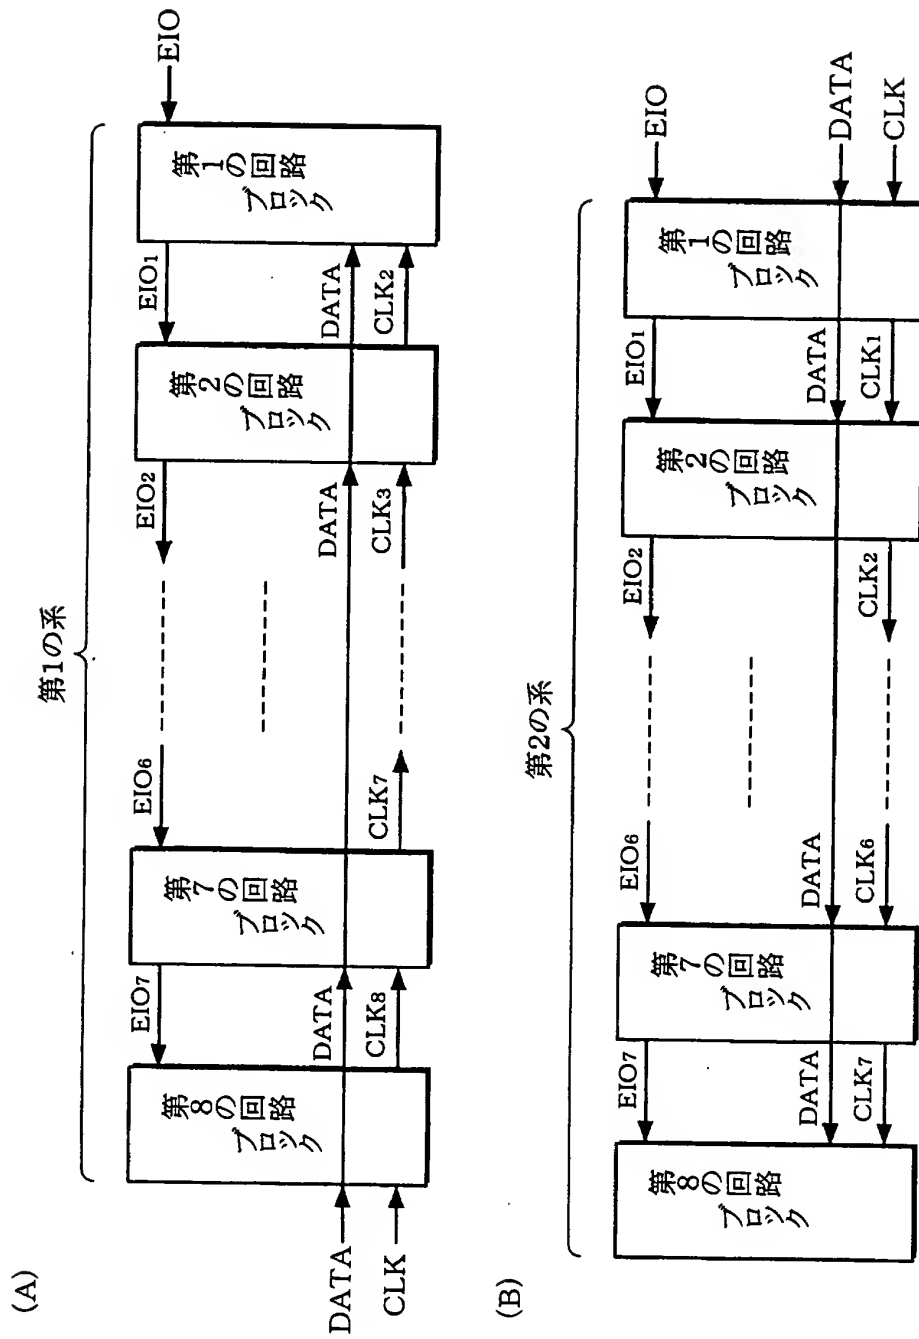 (A)
第1の系
第8の回路
ブロック
EIO7
DATA
CLK8
第7の回路
ブロック
EIO6
CLK7
EIO2
DATA
CLK3
第2の回路
ブロック
EIO1
DATA
CLK2
第1の回路
ブロック
EIO
DATA
CLK
(B)
第2の系
第8の回路
ブロック
EIO7
DATA
CLK7
第7の回路
ブロック
EIO6
DATA
CLK6
EIO2
CLK2
第2の回路
ブロック
EIO1
DATA
CLK1
第1の回路
ブロック
EIO
DATA
CLK